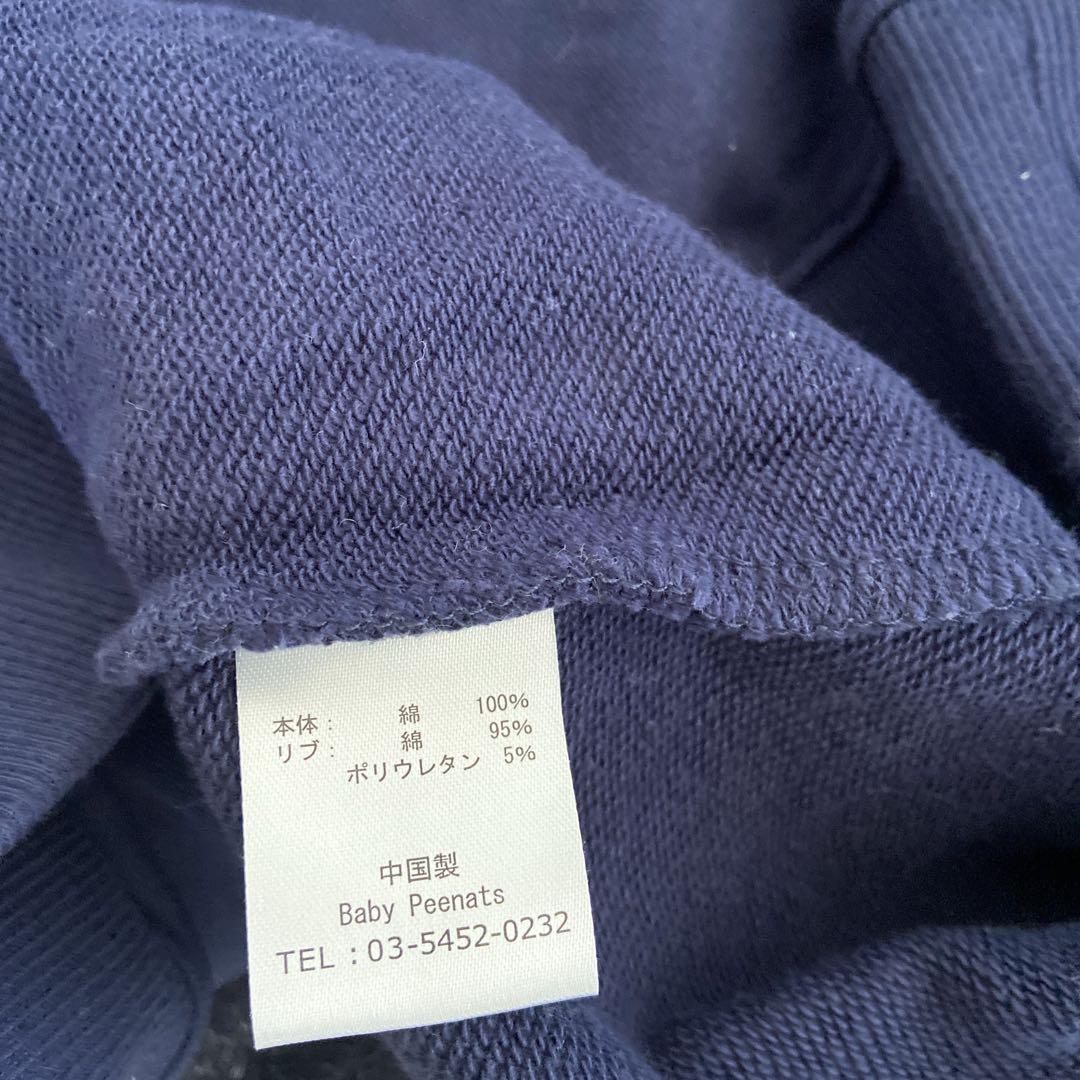 本体： 綿 100%
リブ： 綿 95%
ポリウレタン 5%
中国製
Baby Peenats
TEL：03-5452-0232